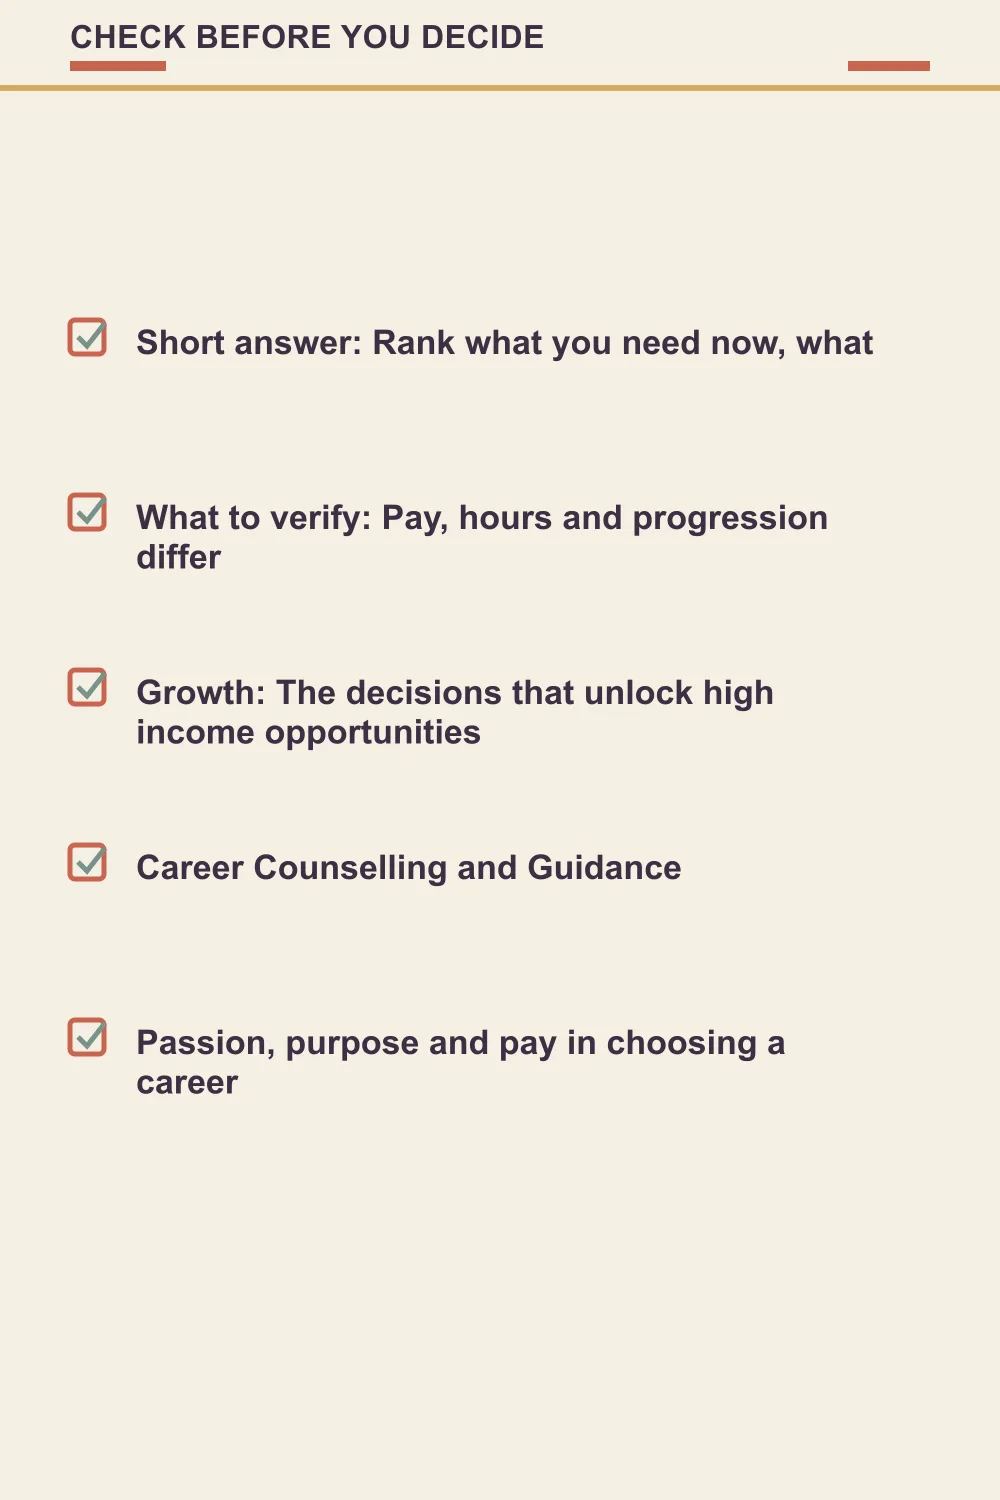 CHECK BEFORE YOU DECIDE
Short answer: Rank what you need now, what
What to verify: Pay, hours and progression
differ
Growth: The decisions that unlock high
income opportunities
Career Counselling and Guidance
Passion, purpose and pay in choosing a
career